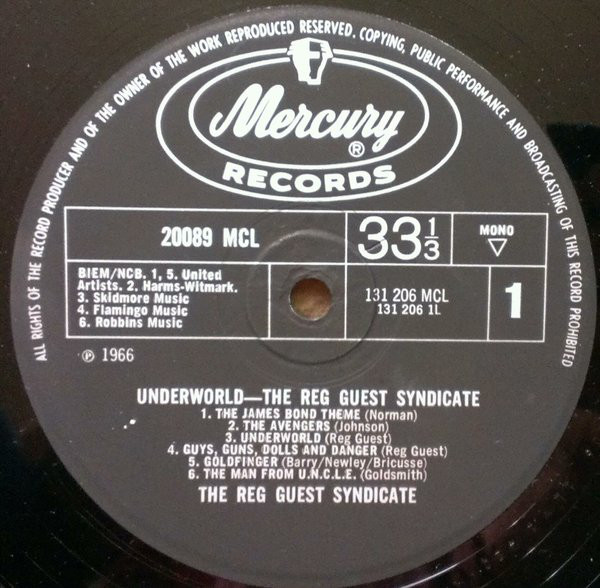 ALL RIGHTS OF THE RECORD PRODUCER AND OF THE OWNER OF THE WORK REPRODUCED RESERVED. COPYING, PUBLIC PERFORMANCE AND BROADCASTING OF THIS RECORD PROHIBITED
Mercury ®
RECORDS
20089 MCL
33 1/3
MONO
BIEM/NCB. 1, 5. United
Artists. 2. Harms-Witmark.
3. Skidmore Music
4. Flamingo Music
6. Robbins Music
131 206 MCL
131 206 1L
1
℗ 1966
UNDERWORLD—THE REG GUEST SYNDICATE
1. THE JAMES BOND THEME (Norman)
2. THE AVENGERS (Johnson)
3. UNDERWORLD (Reg Guest)
4. GUYS, GUNS, DOLLS AND DANGER (Reg Guest)
5. GOLDFINGER (Barry/Newley/Bricusse)
6. THE MAN FROM U.N.C.L.E. (Goldsmith)
THE REG GUEST SYNDICATE